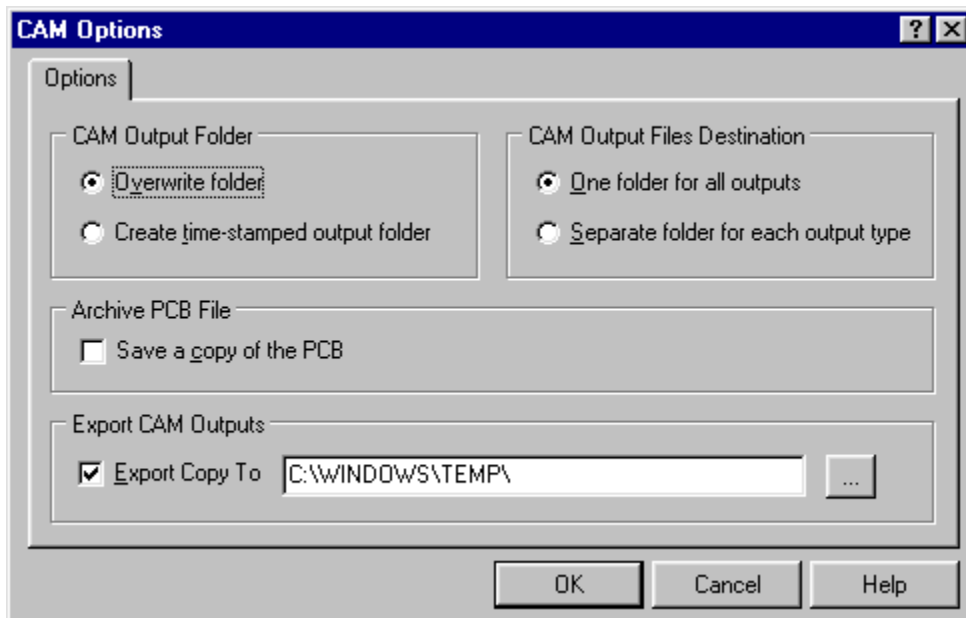 CAM Options
Options
CAM Output Folder
Overwrite folder
Create time-stamped output folder
CAM Output Files Destination
One folder for all outputs
Separate folder for each output type
Archive PCB File
Save a copy of the PCB
Export CAM Outputs
Export Copy To C:\WINDOWS\TEMP\ ...
OK Cancel Help